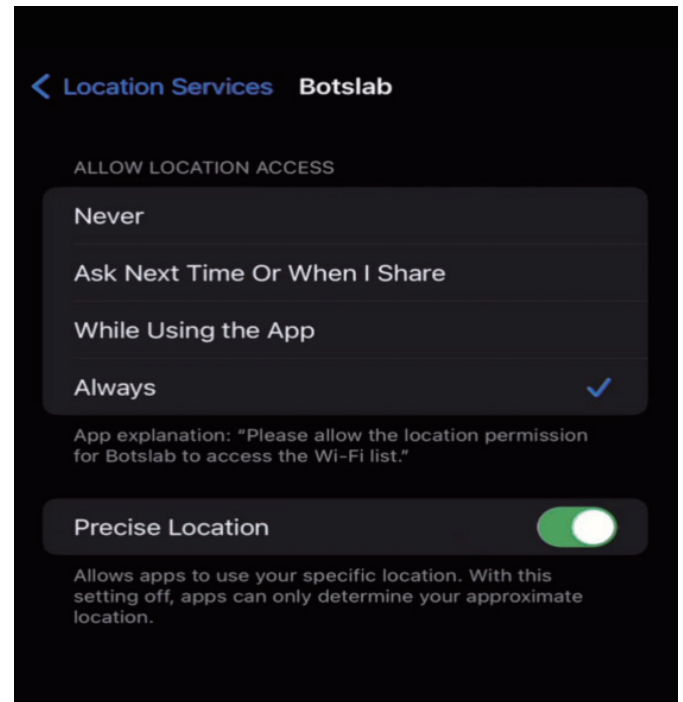 Location Services Botslab
ALLOW LOCATION ACCESS
Never
Ask Next Time Or When I Share
While Using the App
Always
App explanation: “Please allow the location permission
for Botslab to access the Wi-Fi list.”
Precise Location
Allows apps to use your specific location. With this
setting off, apps can only determine your approximate
location.